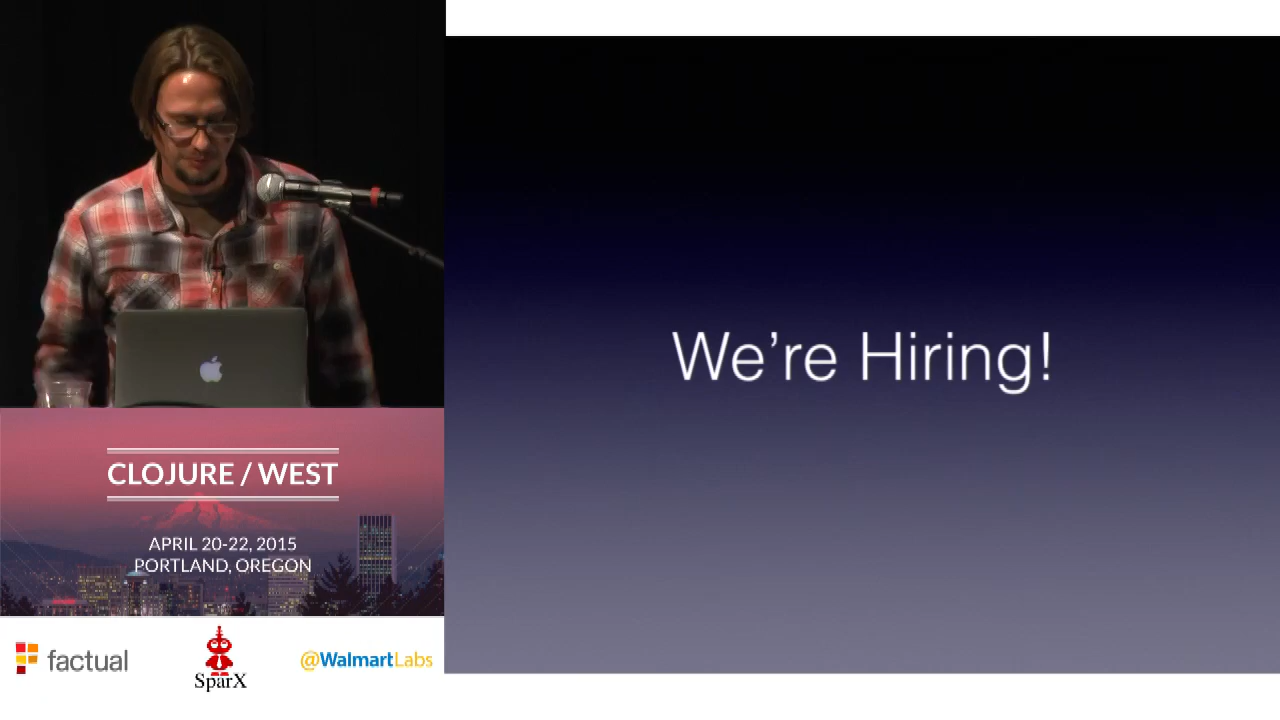 We're Hiring!
CLOJURE / WEST
APRIL 20-22, 2015
PORTLAND, OREGON
factual
SparX
@WalmartLabs